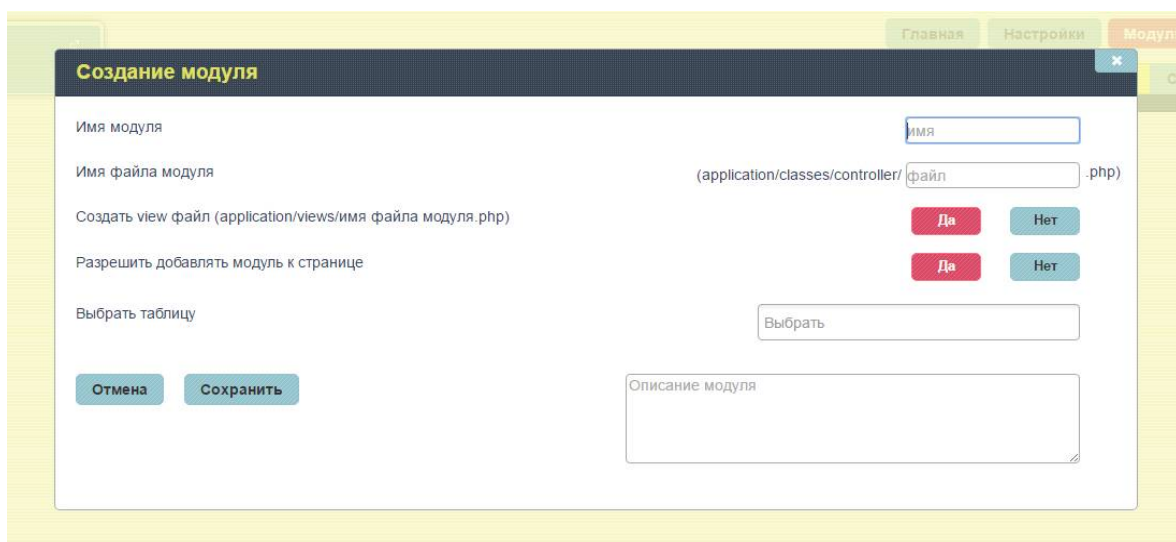 Главная Настройки
Создание модуля
Имя модуля имя
Имя файла модуля (application/classes/controller/ файл .php)
Создать view файл (application/views/имя файла модуля.php) Да Нет
Разрешить добавлять модуль к странице Да Нет
Выбрать таблицу Выбрать
Отмена Сохранить Описание модуля